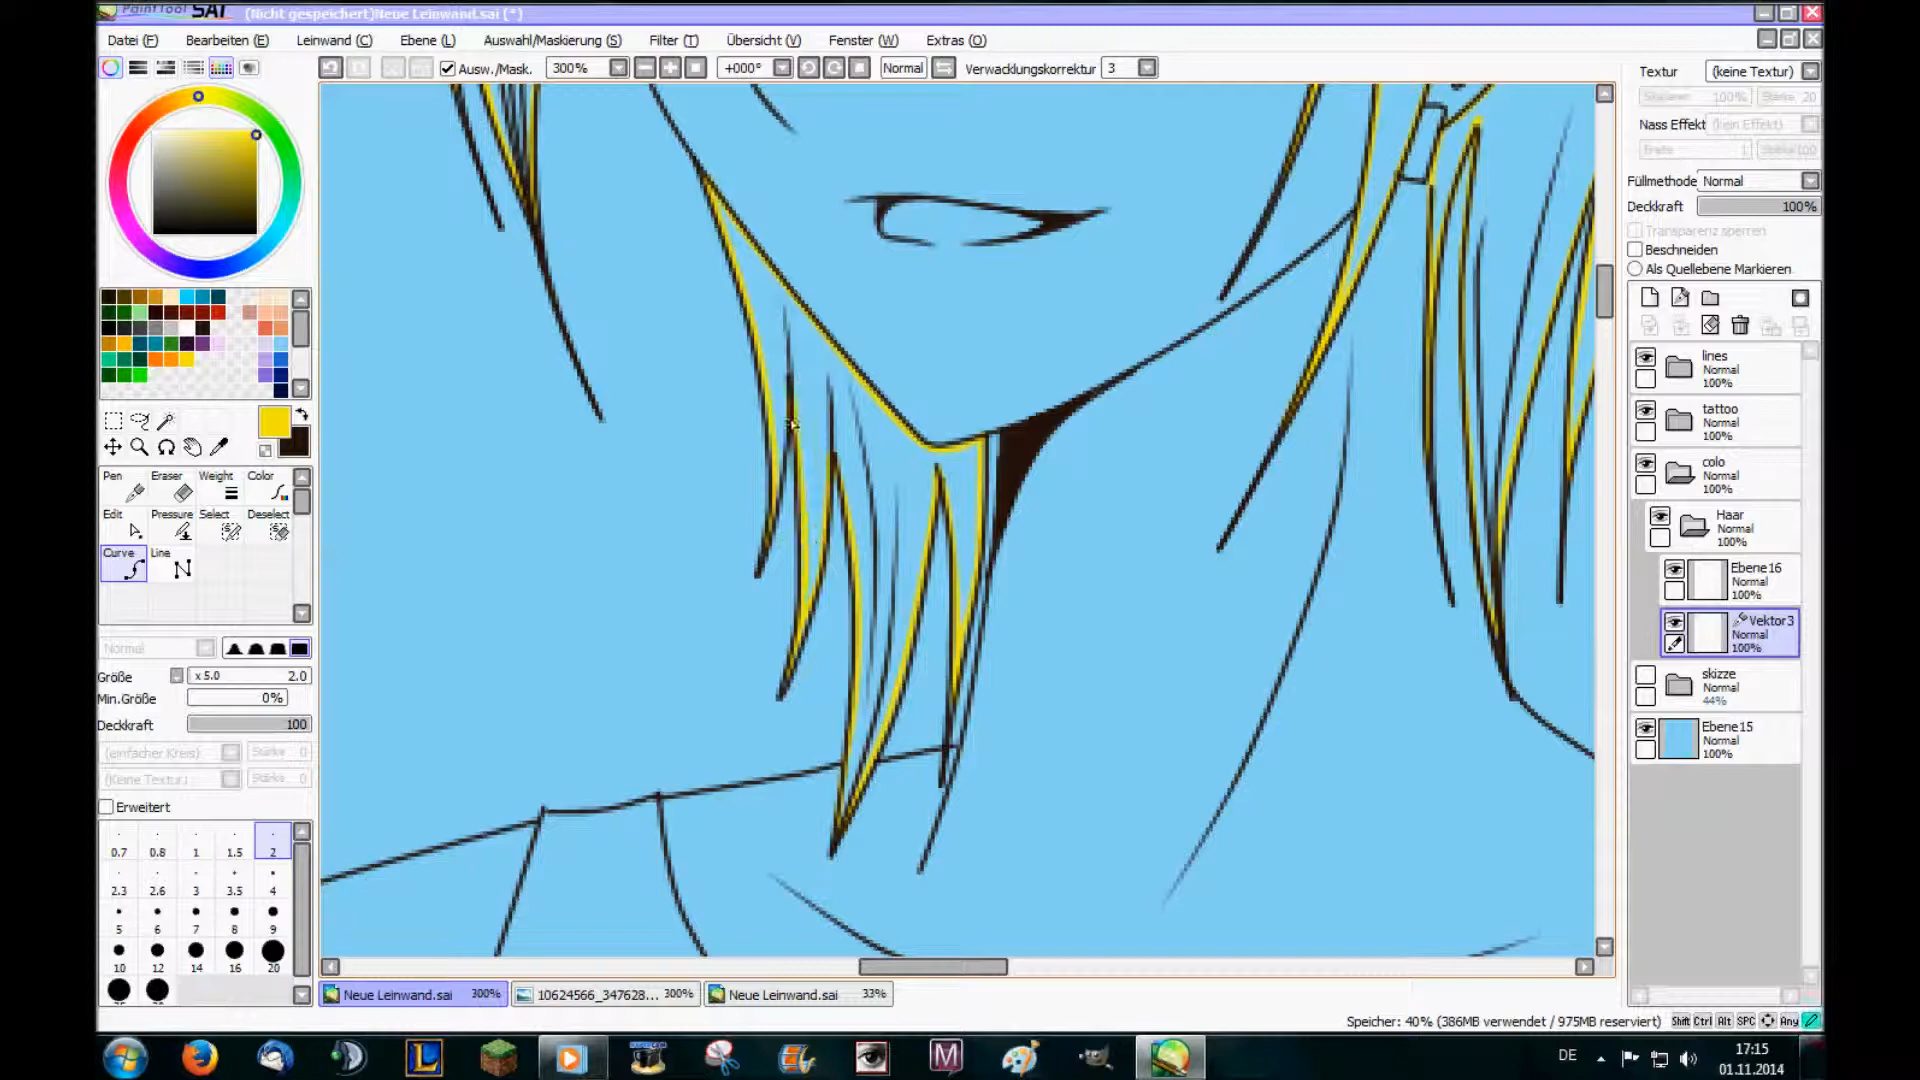 PaintTool SAI (Nicht gespeichert)Neue Leinwand.sai (*)
Datei (F) Bearbeiten (E) Leinwand (C) Ebene (L) Auswahl/Maskierung (S) Filter (T) Übersicht (V) Fenster (W) Extras (O)
Ausw./Mask. 300% +000° Normal Verwacklungskorrektur 3
Textur (keine Textur)
Skalieren 100% Stärke 20
Nass Effekt (kein Effekt)
Breite 1 Stärke 100
Füllmethode Normal
Deckkraft 100%
Transparenz sperren
Beschneiden
Als Quellebene Markieren
lines
Normal
100%
tattoo
Normal
100%
colo
Normal
100%
Haar
Normal
100%
Ebene16
Normal
100%
Vektor3
Normal
100%
skizze
Normal
44%
Ebene15
Normal
100%
Pen Eraser Weight Color
Edit Pressure Select Deselect
Curve Line
Normal
Größe x 5.0 2.0
Min.Größe 0%
Deckkraft 100
(einfacher Kreis) Stärke 0
(Keine Textur) Stärke 0
Erweitert
0.7 0.8 1 1.5 2
2.3 2.6 3 3.5 4
5 6 7 8 9
10 12 14 16 20
Neue Leinwand.sai 300% 10624566_347628... 300% Neue Leinwand.sai 33%
Speicher: 40% (386MB verwendet / 975MB reserviert) Shift Ctrl Alt SPC Any
DE 17:15
01.11.2014